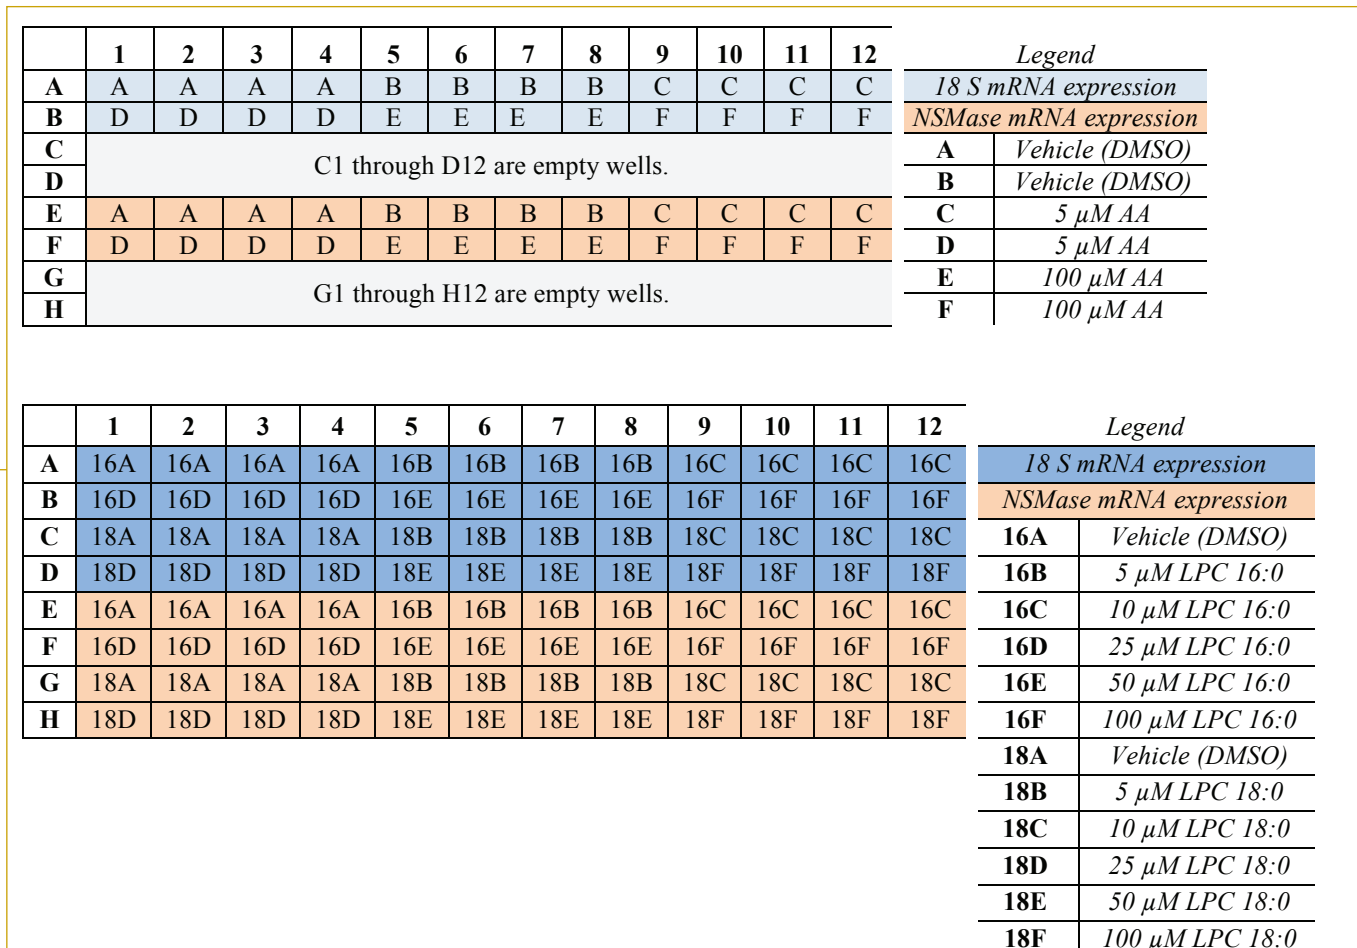 1 2 3 4 5 6 7 8 9 10 11 12 Legend
A A A A A B B B B C C C C 18 S mRNA expression
B D D D D E E E E F F F F NSMase mRNA expression
C A Vehicle (DMSO)
C1 through D12 are empty wells.
D B Vehicle (DMSO)
E A A A A B B B B C C C C C 5 µM AA
F D D D D E E E E F F F F D 5 µM AA
G E 100 µM AA
G1 through H12 are empty wells.
H F 100 µM AA
1 2 3 4 5 6 7 8 9 10 11 12 Legend
A 16A 16A 16A 16A 16B 16B 16B 16B 16C 16C 16C 16C 18 S mRNA expression
B 16D 16D 16D 16D 16E 16E 16E 16E 16F 16F 16F 16F NSMase mRNA expression
C 18A 18A 18A 18A 18B 18B 18B 18B 18C 18C 18C 18C 16A Vehicle (DMSO)
D 18D 18D 18D 18D 18E 18E 18E 18E 18F 18F 18F 18F 16B 5 µM LPC 16:0
E 16A 16A 16A 16A 16B 16B 16B 16B 16C 16C 16C 16C 16C 10 µM LPC 16:0
F 16D 16D 16D 16D 16E 16E 16E 16E 16F 16F 16F 16F 16D 25 µM LPC 16:0
G 18A 18A 18A 18A 18B 18B 18B 18B 18C 18C 18C 18C 16E 50 µM LPC 16:0
H 18D 18D 18D 18D 18E 18E 18E 18E 18F 18F 18F 18F 16F 100 µM LPC 16:0
18A Vehicle (DMSO)
18B 5 µM LPC 18:0
18C 10 µM LPC 18:0
18D 25 µM LPC 18:0
18E 50 µM LPC 18:0
18F 100 µM LPC 18:0